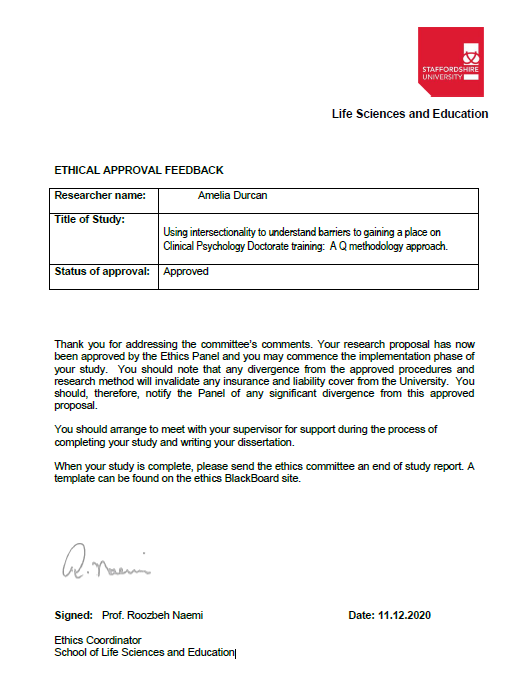 STAFFORDSHIRE
UNIVERSITY
Life Sciences and Education
ETHICAL APPROVAL FEEDBACK
Researcher name: Amelia Durcan
Title of Study:
Using intersectionality to understand barriers to gaining a place on
Clinical Psychology Doctorate training: A Q methodology approach.
Status of approval: Approved
Thank you for addressing the committee's comments. Your research proposal has now
been approved by the Ethics Panel and you may commence the implementation phase of
your study. You should note that any divergence from the approved procedures and
research method will invalidate any insurance and liability cover from the University. You
should, therefore, notify the Panel of any significant divergence from this approved
proposal.
You should arrange to meet with your supervisor for support during the process of
completing your study and writing your dissertation.
When your study is complete, please send the ethics committee an end of study report. A
template can be found on the ethics BlackBoard site.
R. Naemi
Signed: Prof. Roozbeh Naemi Date: 11.12.2020
Ethics Coordinator
School of Life Sciences and Education